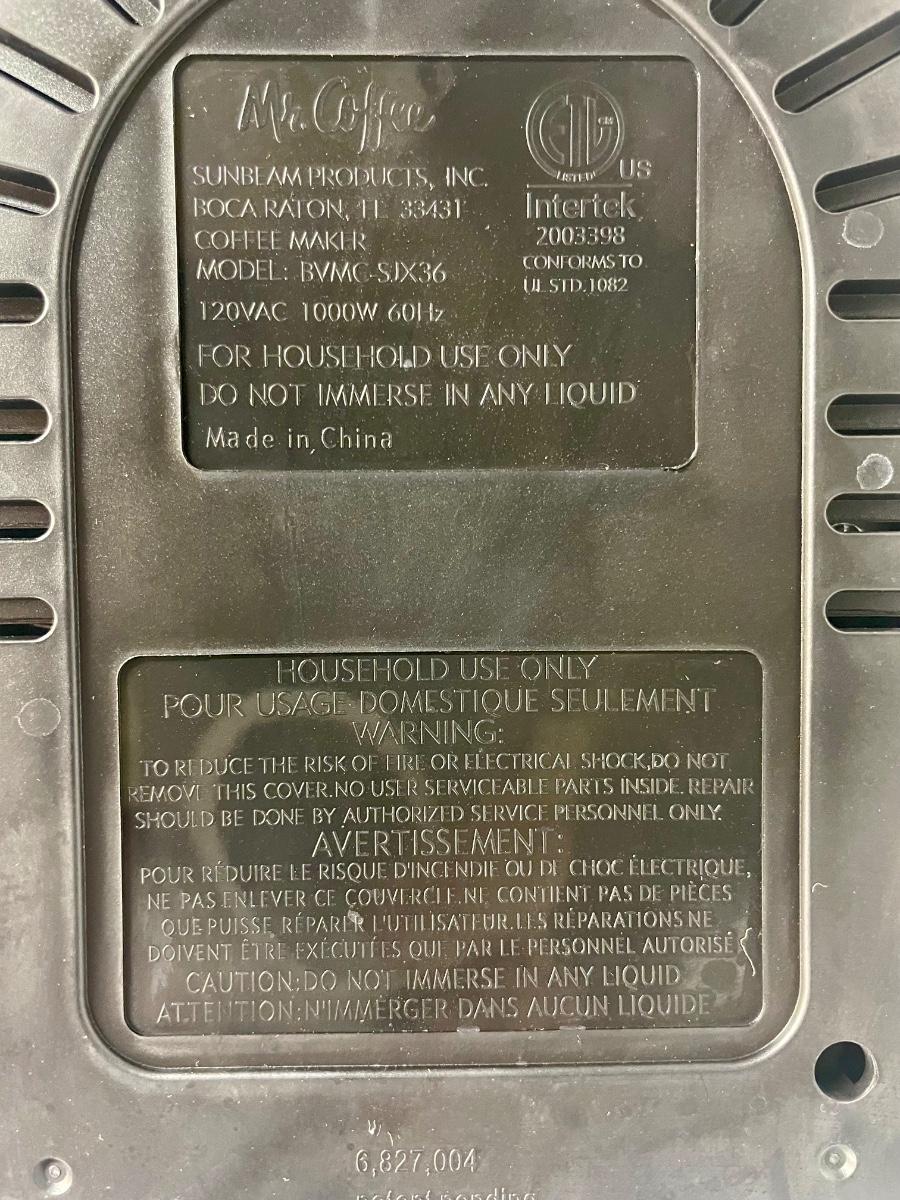 Mr. Coffee
SUNBEAM PRODUCTS, INC.
BOCA RATON, FL 33431
COFFEE MAKER
MODEL: BVMC-SJX36
120VAC 1000W 60Hz
FOR HOUSEHOLD USE ONLY
DO NOT IMMERSE IN ANY LIQUID
Made in China
ETL CM
LISTED
US
Intertek
2003398
CONFORMS TO
UL STD.1082
HOUSEHOLD USE ONLY
POUR USAGE DOMESTIQUE SEULEMENT
WARNING:
TO REDUCE THE RISK OF FIRE OR ELECTRICAL SHOCK,DO NOT
REMOVE THIS COVER.NO USER SERVICEABLE PARTS INSIDE. REPAIR
SHOULD BE DONE BY AUTHORIZED SERVICE PERSONNEL ONLY.
AVERTISSEMENT:
POUR RÉDUIRE LE RISQUE D'INCENDIE OU DE CHOC ÉLECTRIQUE,
NE PAS ENLEVER CE COUVERCLE.NE CONTIENT PAS DE PIÈCES
QUE PUISSE RÉPARER L'UTILISATEUR.LES RÉPARATIONS NE
DOIVENT ÊTRE EXÉCUTÉES QUE PAR LE PERSONNEL AUTORISÉ
CAUTION:DO NOT IMMERSE IN ANY LIQUID
ATTENTION:N'IMMERGER DANS AUCUN LIQUIDE
6,827,004
patent pending